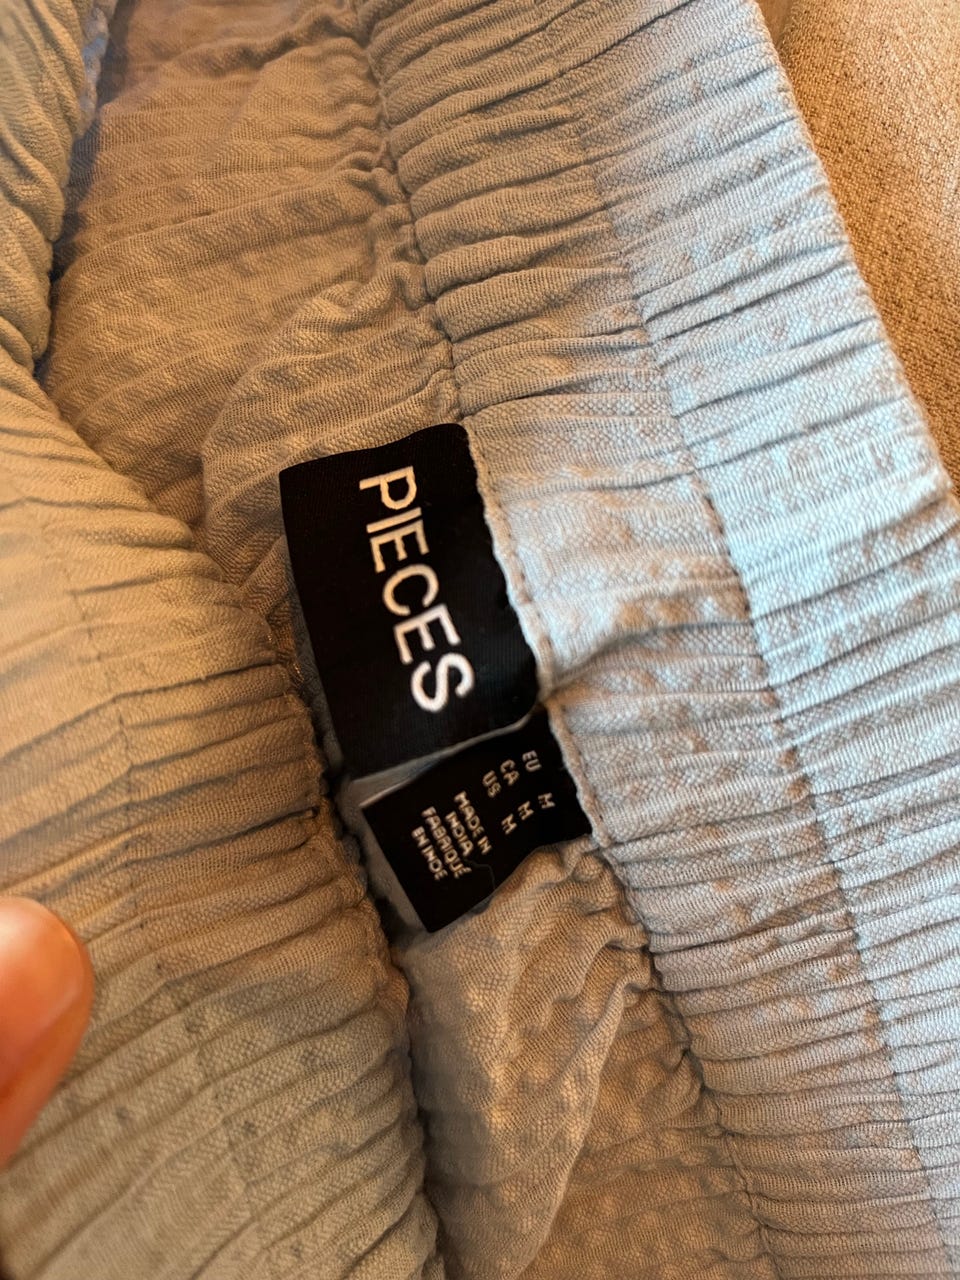 PIECES
EU M
CA M
US M
MADE IN
INDIA
FABRIQUÉ
EN INDE